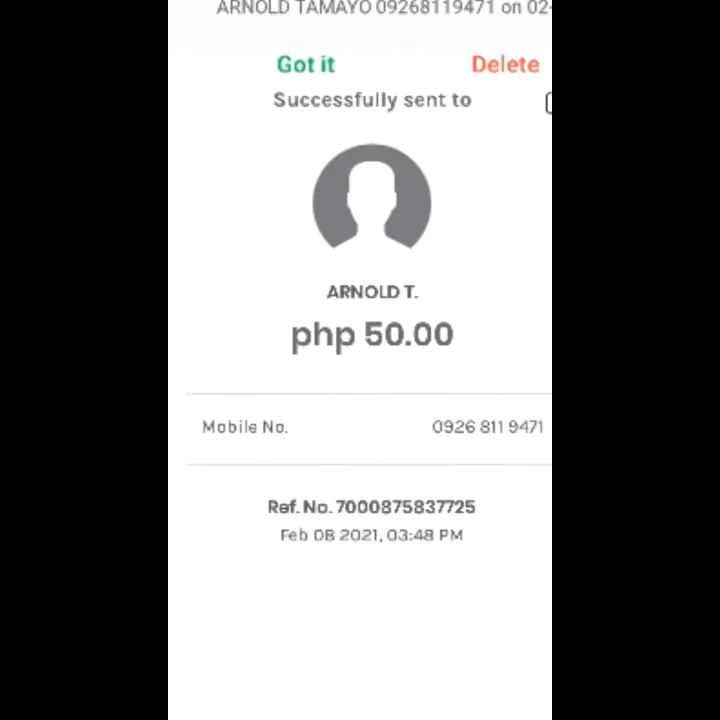 ARNOLD TAMAYO 09268119471 on 02-
Got it Delete
Successfully sent to
ARNOLD T.
php 50.00
Mobile No. 0926 811 9471
Ref. No. 7000875837725
Feb 08 2021, 03:48 PM